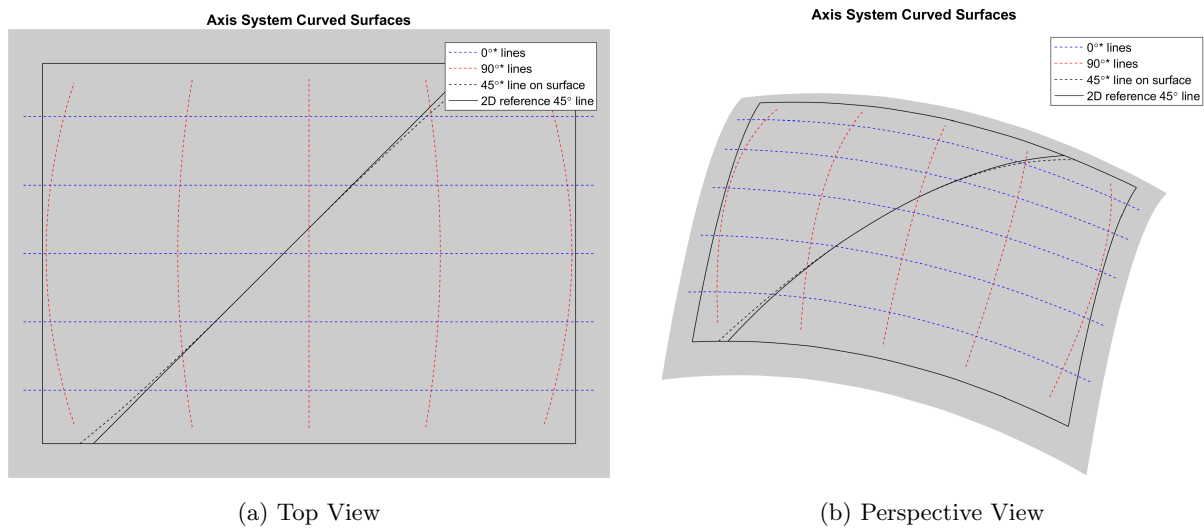 Axis System Curved Surfaces
0°* lines
90°* lines
45°* line on surface
2D reference 45° line
(a) Top View
Axis System Curved Surfaces
0°* lines
90°* lines
45°* line on surface
2D reference 45° line
(b) Perspective View